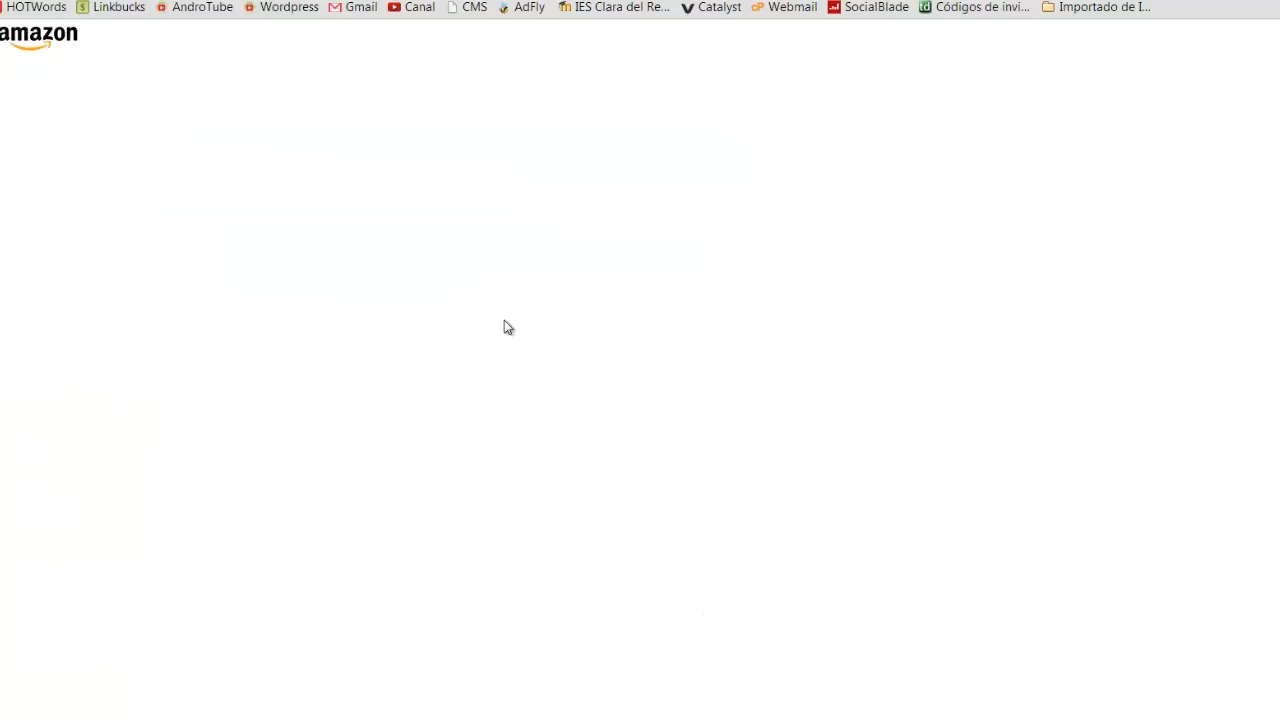 HOTWords Linkbucks AndroTube Wordpress Gmail Canal CMS AdFly IES Clara del Re... Catalyst cP Webmail SocialBlade Códigos de invi... Importado de I...
amazon